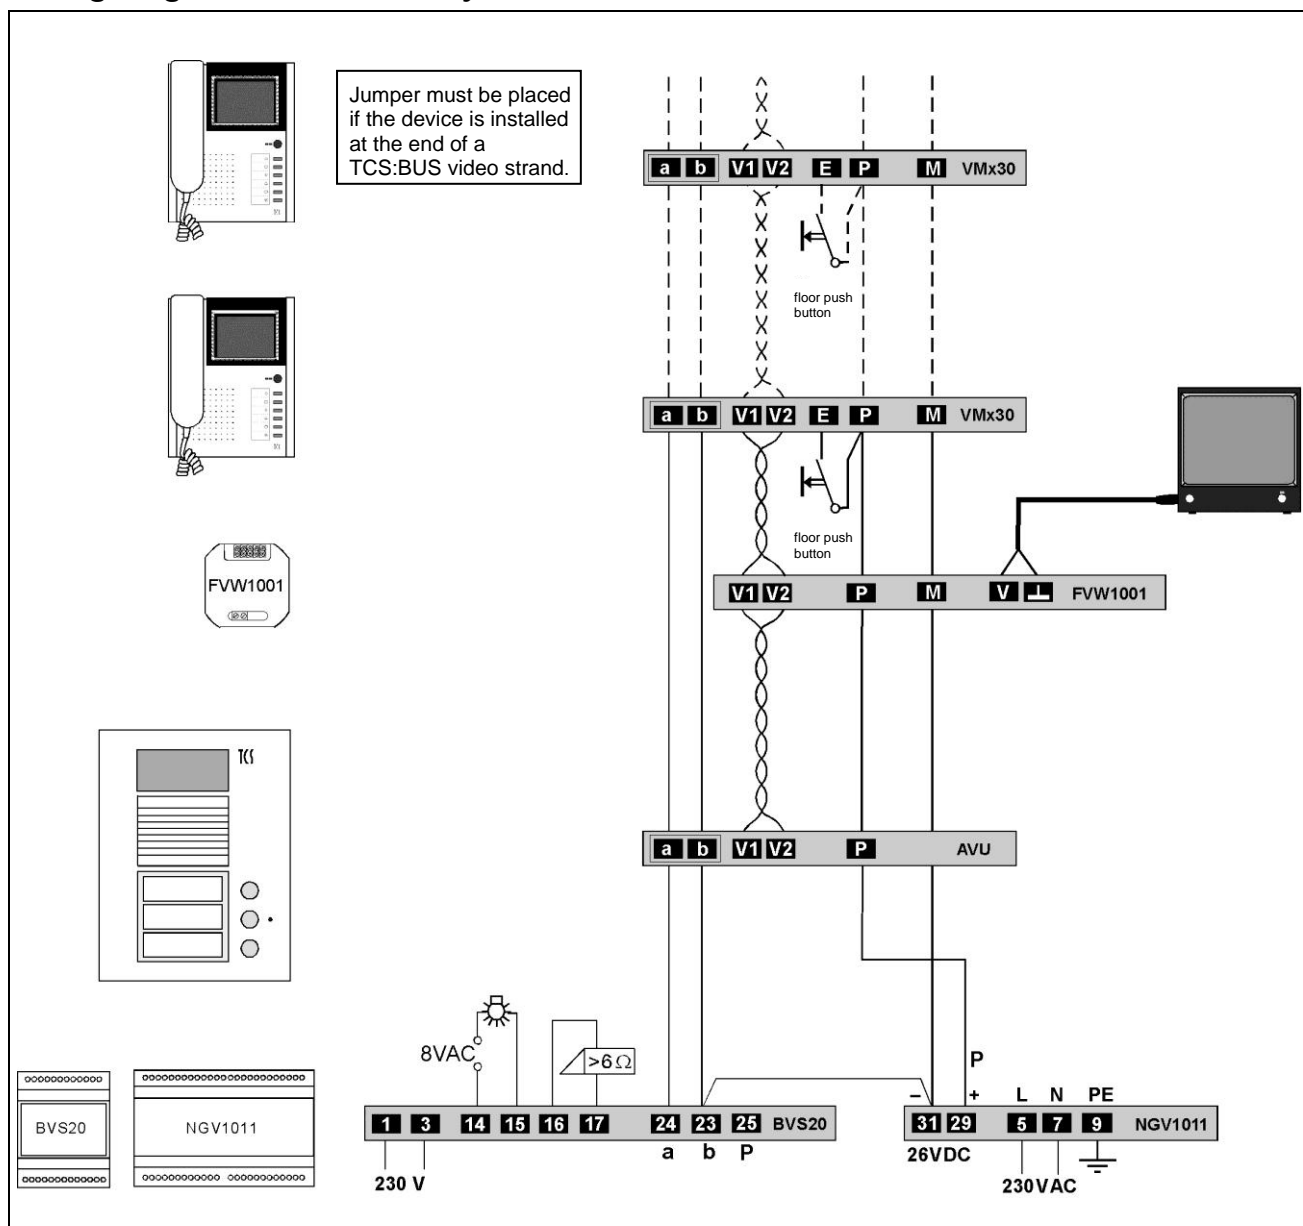 Jumper must be placed
if the device is installed
at the end of a
TCS:BUS video strand.
a b V1 V2 E P M VMx30
floor push
button
a b V1 V2 E P M VMx30
floor push
button
FVW1001
V1 V2 P M V FVW1001
TCS
a b V1 V2 P AVU
8VAC
>6Ω
P
BVS20
NGV1011
1 3 14 15 16 17 24 23 25 BVS20
a b P
230 V
– + L N PE
31 29 5 7 9 NGV1011
26VDC
230VAC